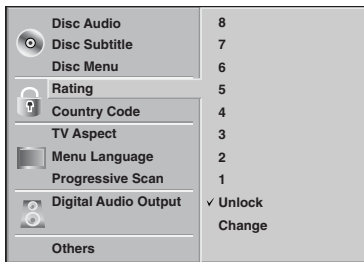 Disc Audio
Disc Subtitle
Disc Menu
Rating
Country Code
TV Aspect
Menu Language
Progressive Scan
Digital Audio Output
Others
8
7
6
5
4
3
2
1
✓ Unlock
Change